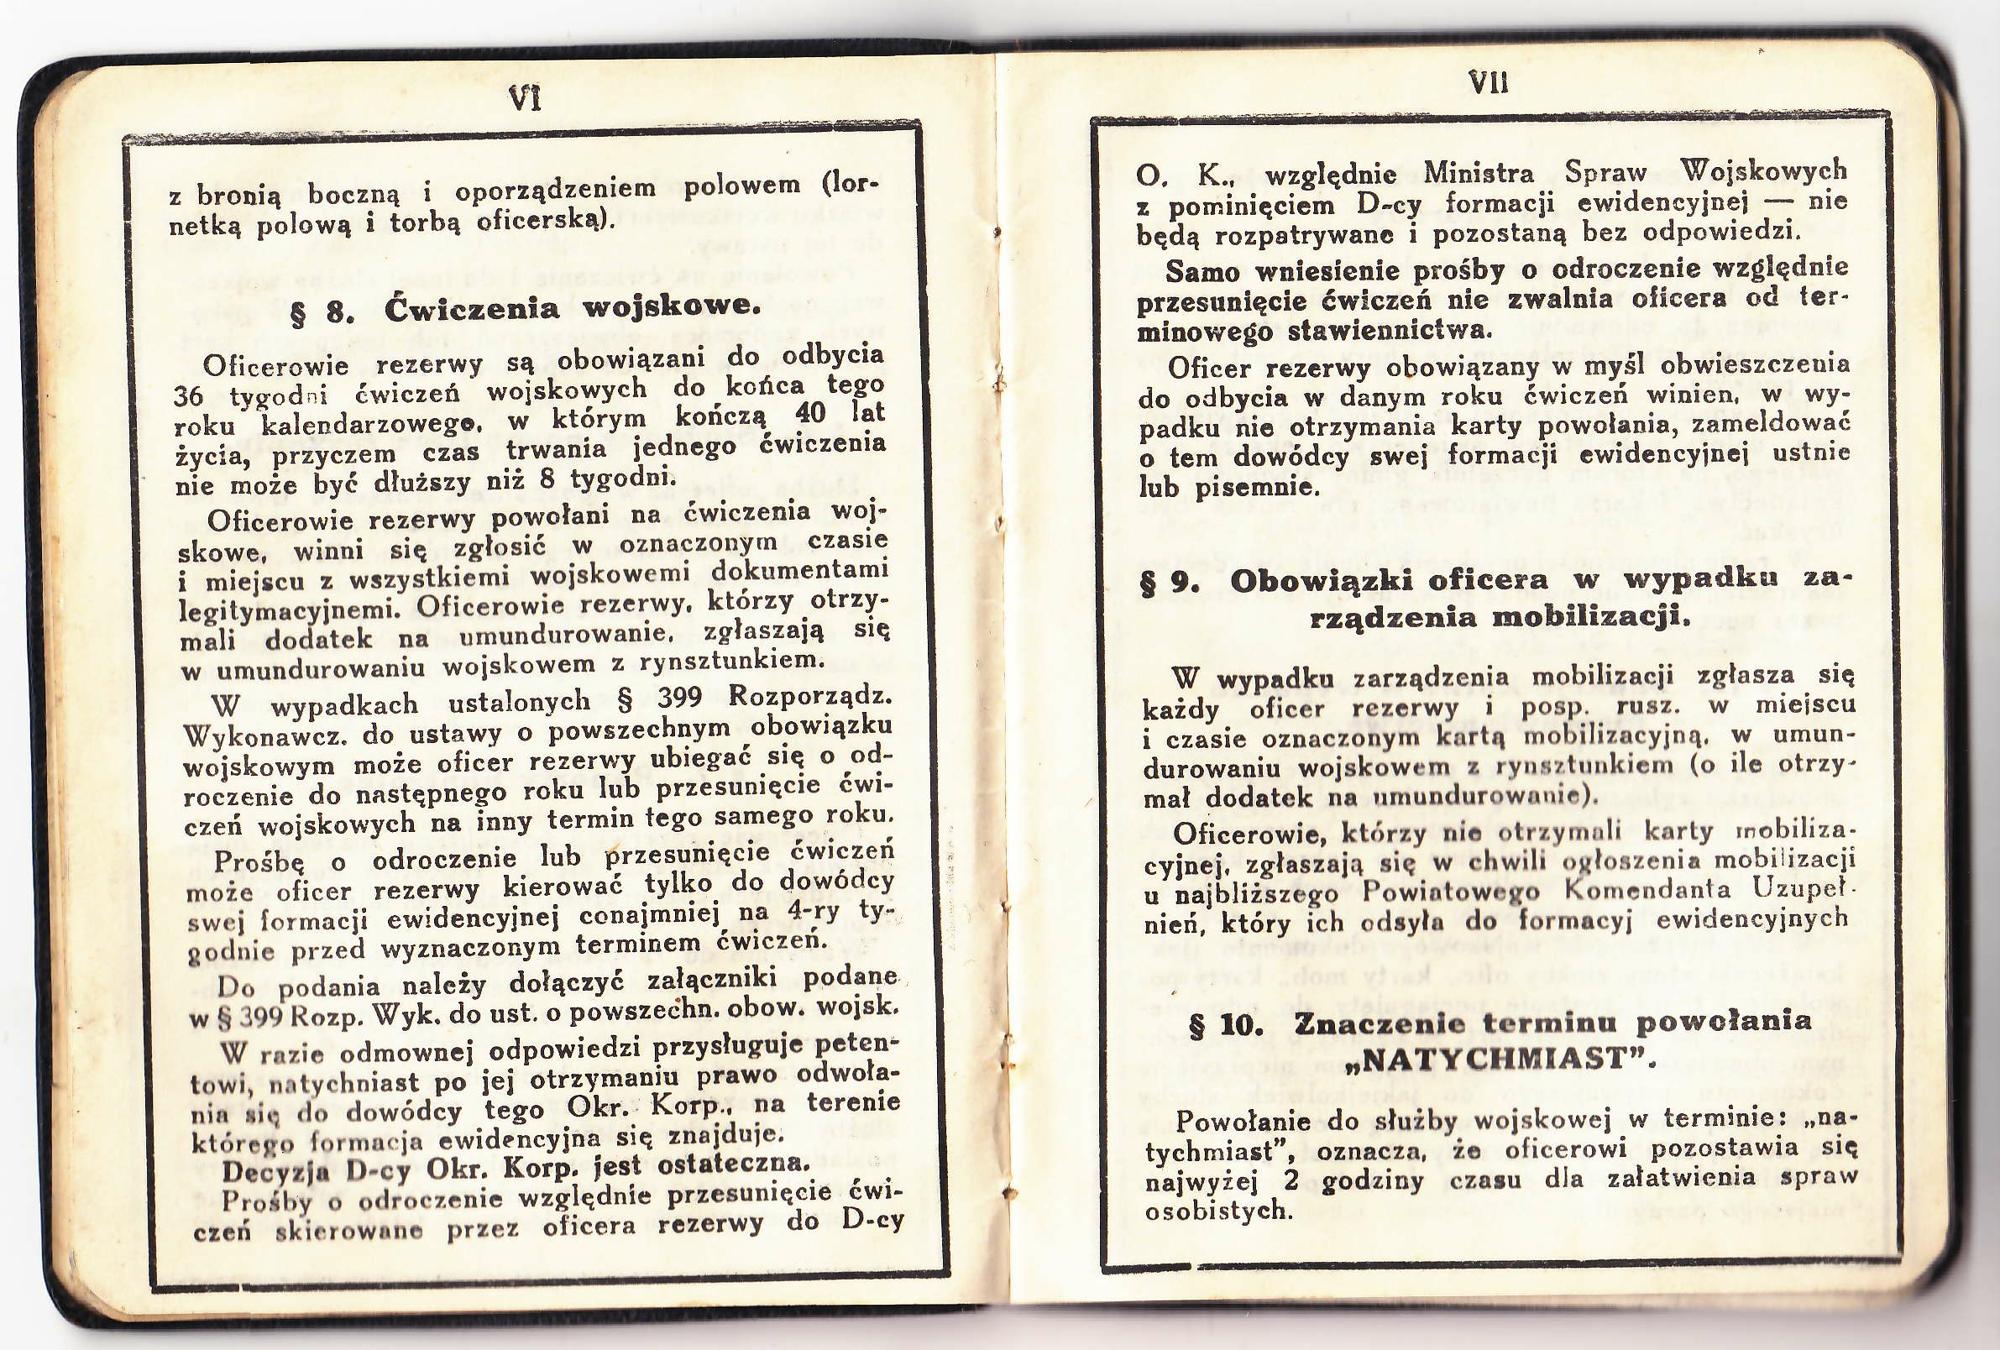 VI
z bronią boczną i oporządzeniem polowem (lor-
netką polową i torbą oficerską).
§ 8. Ćwiczenia wojskowe.
Oficerowie rezerwy są obowiązani do odbycia
36 tygodni ćwiczeń wojskowych do końca tego
roku kalendarzowego, w którym kończą 40 lat
życia, przyczem czas trwania jednego ćwiczenia
nie może być dłuższy niż 8 tygodni.
Oficerowie rezerwy powołani na ćwiczenia woj-
skowe, winni się zgłosić w oznaczonym czasie
i miejscu z wszystkiemi wojskowemi dokumentami
legitymacyjnemi. Oficerowie rezerwy, którzy otrzy-
mali dodatek na umundurowanie, zgłaszają się
w umundurowaniu wojskowem z rynsztunkiem.
W wypadkach ustalonych § 399 Rozporządz.
Wykonawcz. do ustawy o powszechnym obowiązku
wojskowym może oficer rezerwy ubiegać się o od-
roczenie do następnego roku lub przesunięcie ćwi-
czeń wojskowych na inny termin tego samego roku.
Prośbę o odroczenie lub przesunięcie ćwiczeń
może oficer rezerwy kierować tylko do dowódcy
swej formacji ewidencyjnej conajmniej na 4-ry ty-
godnie przed wyznaczonym terminem ćwiczeń.
Do podania należy dołączyć załączniki podane
w § 399 Rozp. Wyk. do ust. o powszechn. obow. wojsk.
W razie odmownej odpowiedzi przysługuje peten-
towi, natychniast po jej otrzymaniu prawo odwoła-
nia się do dowódcy tego Okr. Korp., na terenie
którego formacja ewidencyjna się znajduje.
Decyzja D-cy Okr. Korp. jest ostateczna.
Prośby o odroczenie względnie przesunięcie ćwi-
czeń skierowane przez oficera rezerwy do D-cy
VII
O. K., względnie Ministra Spraw Wojskowych
z pominięciem D-cy formacji ewidencyjnej — nie
będą rozpatrywane i pozostaną bez odpowiedzi.
Samo wniesienie prośby o odroczenie względnie
przesunięcie ćwiczeń nie zwalnia oficera od ter-
minowego stawiennictwa.
Oficer rezerwy obowiązany w myśl obwieszczenia
do odbycia w danym roku ćwiczeń winien, w wy-
padku nie otrzymania karty powołania, zameldować
o tem dowódcy swej formacji ewidencyjnej ustnie
lub pisemnie.
§ 9. Obowiązki oficera w wypadku za-
rządzenia mobilizacji.
W wypadku zarządzenia mobilizacji zgłasza się
każdy oficer rezerwy i posp. rusz. w miejscu
i czasie oznaczonym kartą mobilizacyjną, w umun-
durowaniu wojskowem z rynsztunkiem (o ile otrzy-
mał dodatek na umundurowanie).
Oficerowie, którzy nie otrzymali karty mobiliza-
cyjnej, zgłaszają się w chwili ogłoszenia mobilizacji
u najbliższego Powiatowego Komendanta Uzupeł-
nień, który ich odsyła do formacyj ewidencyjnych
§ 10. Znaczenie terminu powołania
„NATYCHMIAST”.
Powołanie do służby wojskowej w terminie: „na-
tychmiast”, oznacza, że oficerowi pozostawia się
najwyżej 2 godziny czasu dla załatwienia spraw
osobistych.